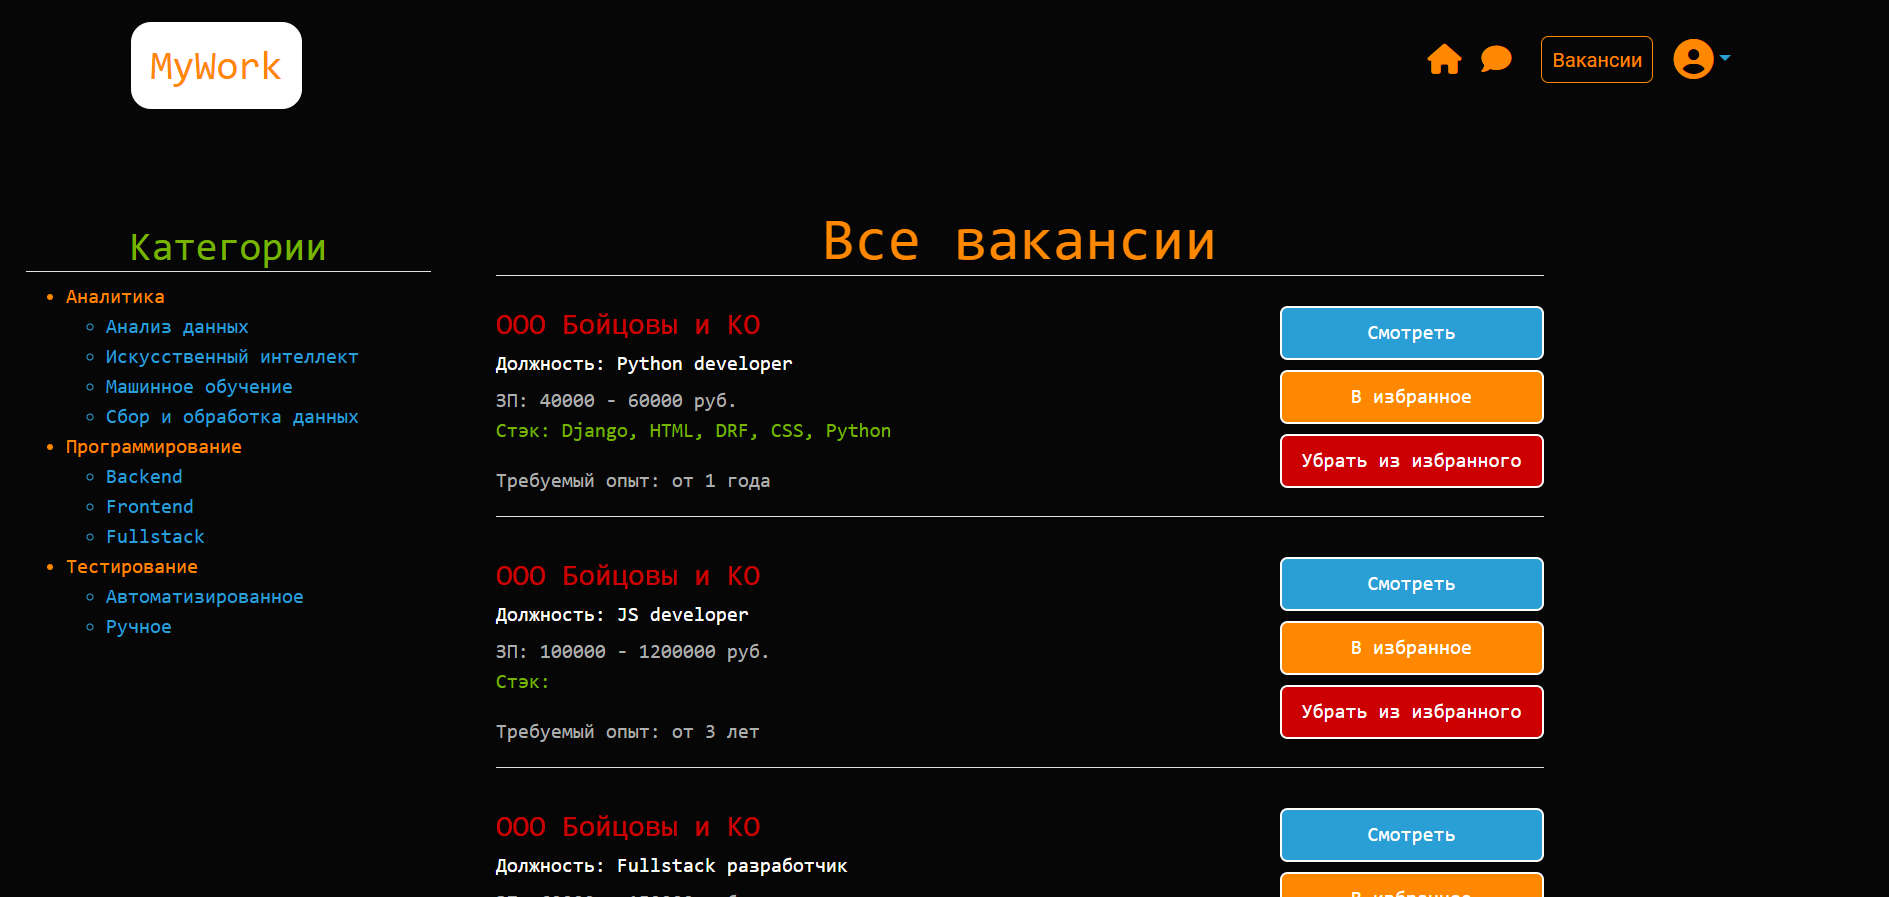 MyWork
Вакансии
Категории
Аналитика
Анализ данных
Искусственный интеллект
Машинное обучение
Сбор и обработка данных
Программирование
Backend
Frontend
Fullstack
Тестирование
Автоматизированное
Ручное
Все вакансии
ООО Бойцовы и КО
Должность: Python developer
ЗП: 40000 - 60000 руб.
Стэк: Django, HTML, DRF, CSS, Python
Требуемый опыт: от 1 года
Смотреть
В избранное
Убрать из избранного
ООО Бойцовы и КО
Должность: JS developer
ЗП: 100000 - 1200000 руб.
Стэк:
Требуемый опыт: от 3 лет
Смотреть
В избранное
Убрать из избранного
ООО Бойцовы и КО
Должность: Fullstack разработчик
Смотреть
В избранное